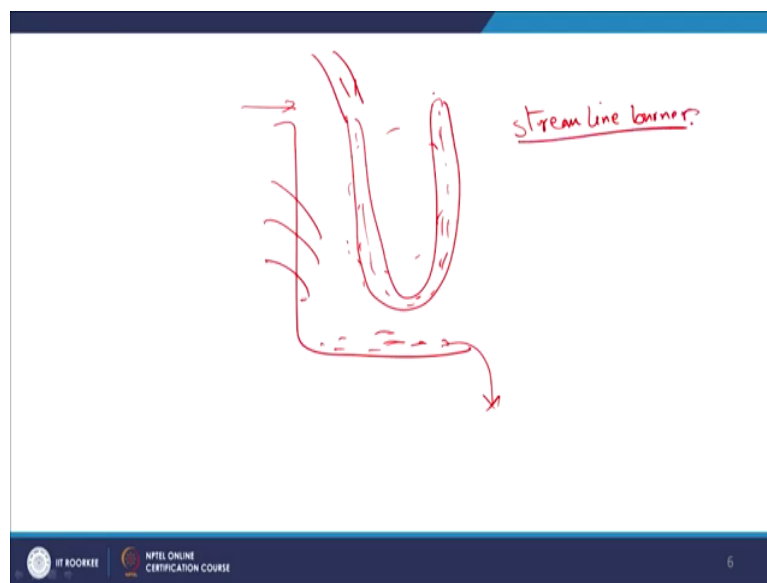 stream line burner.
IIT ROORKEE
NPTEL ONLINE
CERTIFICATION COURSE
6